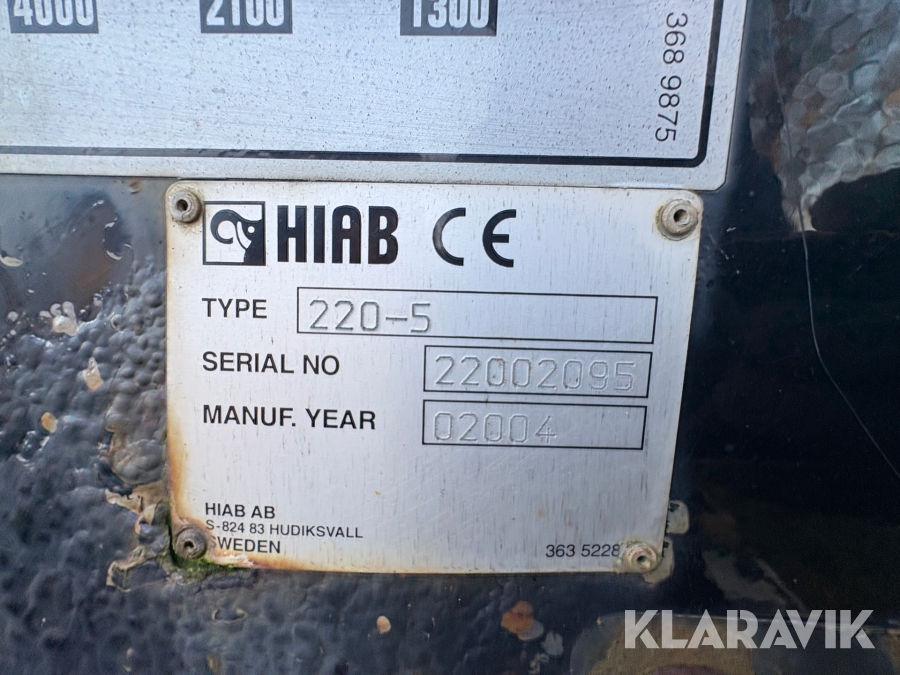 4000 2100 1300
368 9875
HIAB CE
TYPE 220-5
SERIAL NO 22002095
MANUF. YEAR 02004
HIAB AB
S-824 83 HUDIKSVALL
SWEDEN 363 5228
KLARAVIK